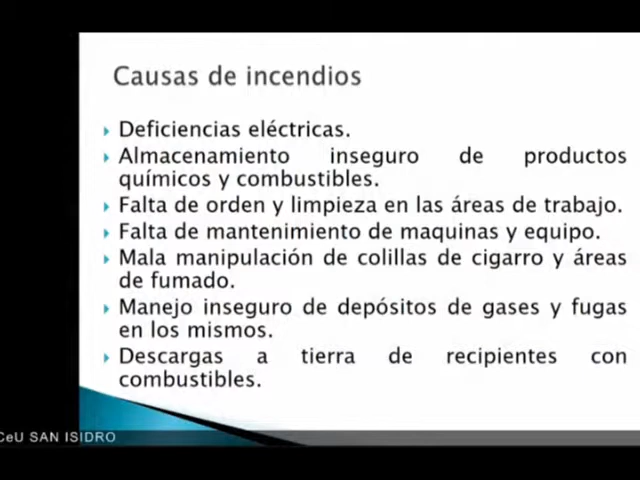 Causas de incendios
Deficiencias eléctricas.
Almacenamiento inseguro de productos
químicos y combustibles.
Falta de orden y limpieza en las áreas de trabajo.
Falta de mantenimiento de maquinas y equipo.
Mala manipulación de colillas de cigarro y áreas
de fumado.
Manejo inseguro de depósitos de gases y fugas
en los mismos.
Descargas a tierra de recipientes con
combustibles.
CeU SAN ISIDRO